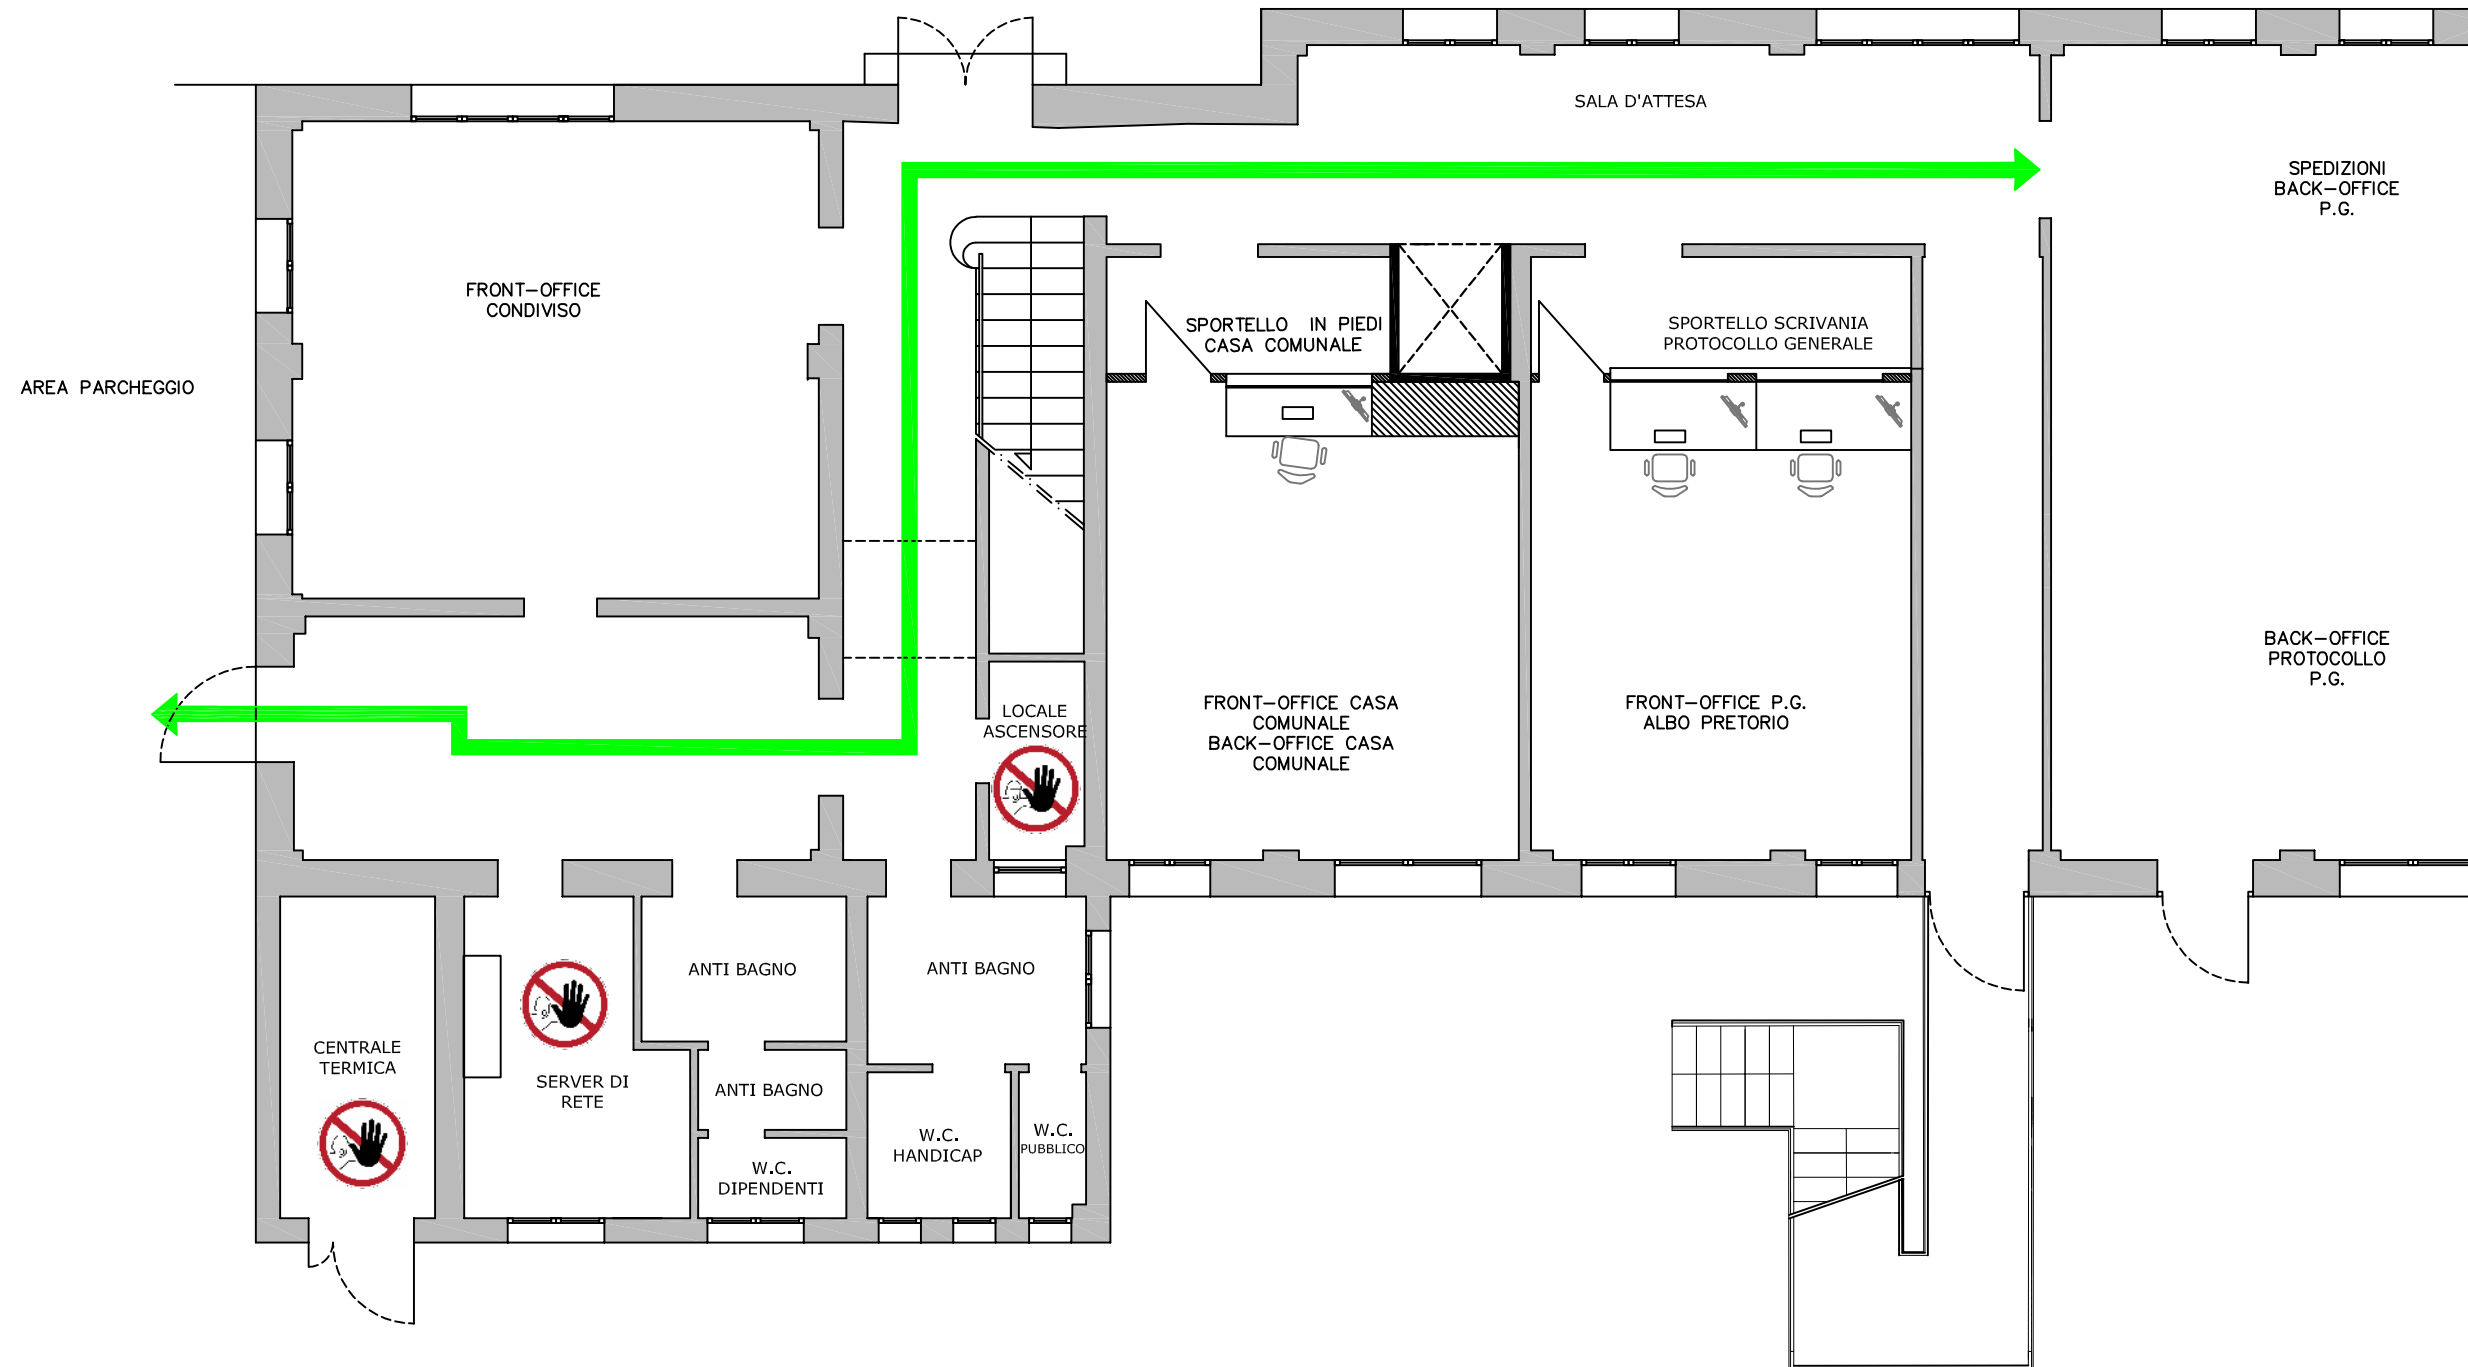 SALA D'ATTESA
SPEDIZIONI
BACK-OFFICE
P.G.
FRONT-OFFICE
CONDIVISO
SPORTELLO IN PIEDI
CASA COMUNALE
SPORTELLO SCRIVANIA
PROTOCOLLO GENERALE
AREA PARCHEGGIO
BACK-OFFICE
PROTOCOLLO
P.G.
LOCALE
ASCENSORE
FRONT-OFFICE CASA
COMUNALE
BACK-OFFICE CASA
COMUNALE
FRONT-OFFICE P.G.
ALBO PRETORIO
ANTI BAGNO
ANTI BAGNO
CENTRALE
TERMICA
SERVER DI
RETE
ANTI BAGNO
W.C.
HANDICAP
W.C.
PUBBLICO
W.C.
DIPENDENTI